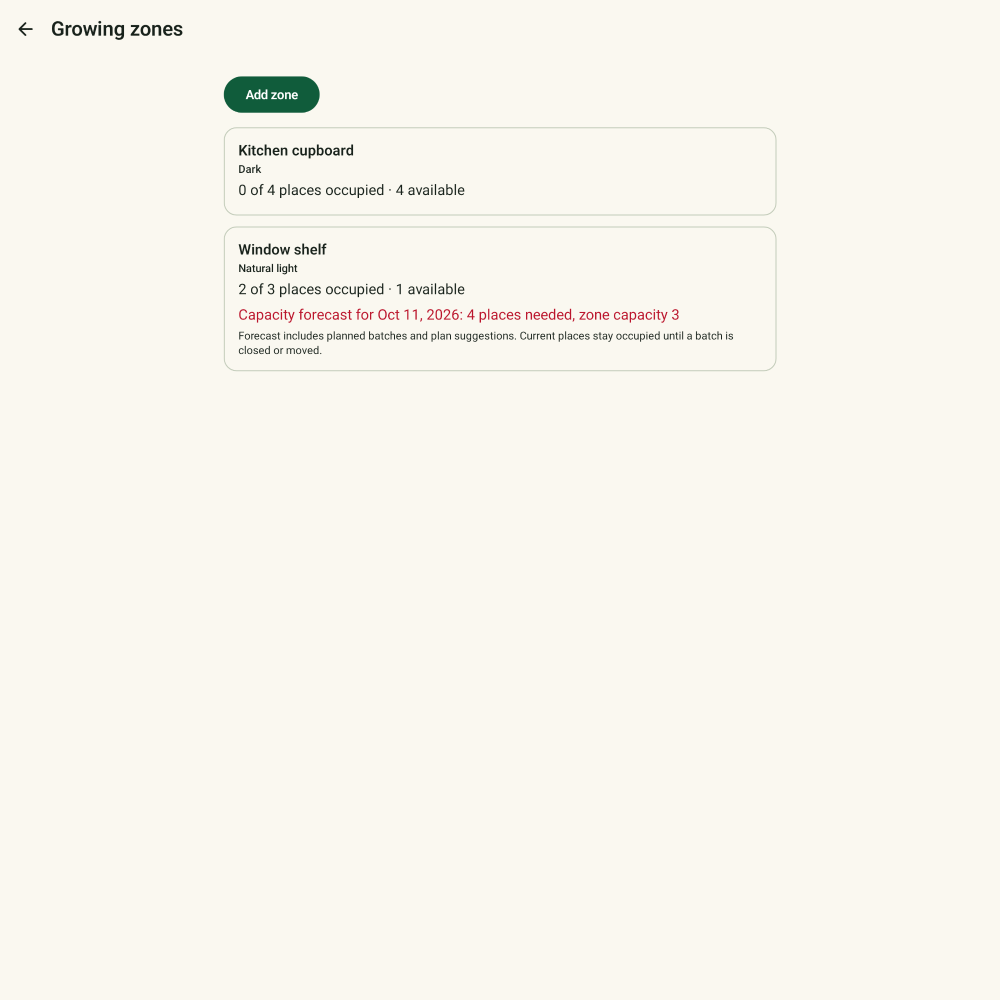 Growing zones
Add zone
Kitchen cupboard
Dark
0 of 4 places occupied · 4 available
Window shelf
Natural light
2 of 3 places occupied · 1 available
Capacity forecast for Oct 11, 2026: 4 places needed, zone capacity 3
Forecast includes planned batches and plan suggestions. Current places stay occupied until a batch is
closed or moved.